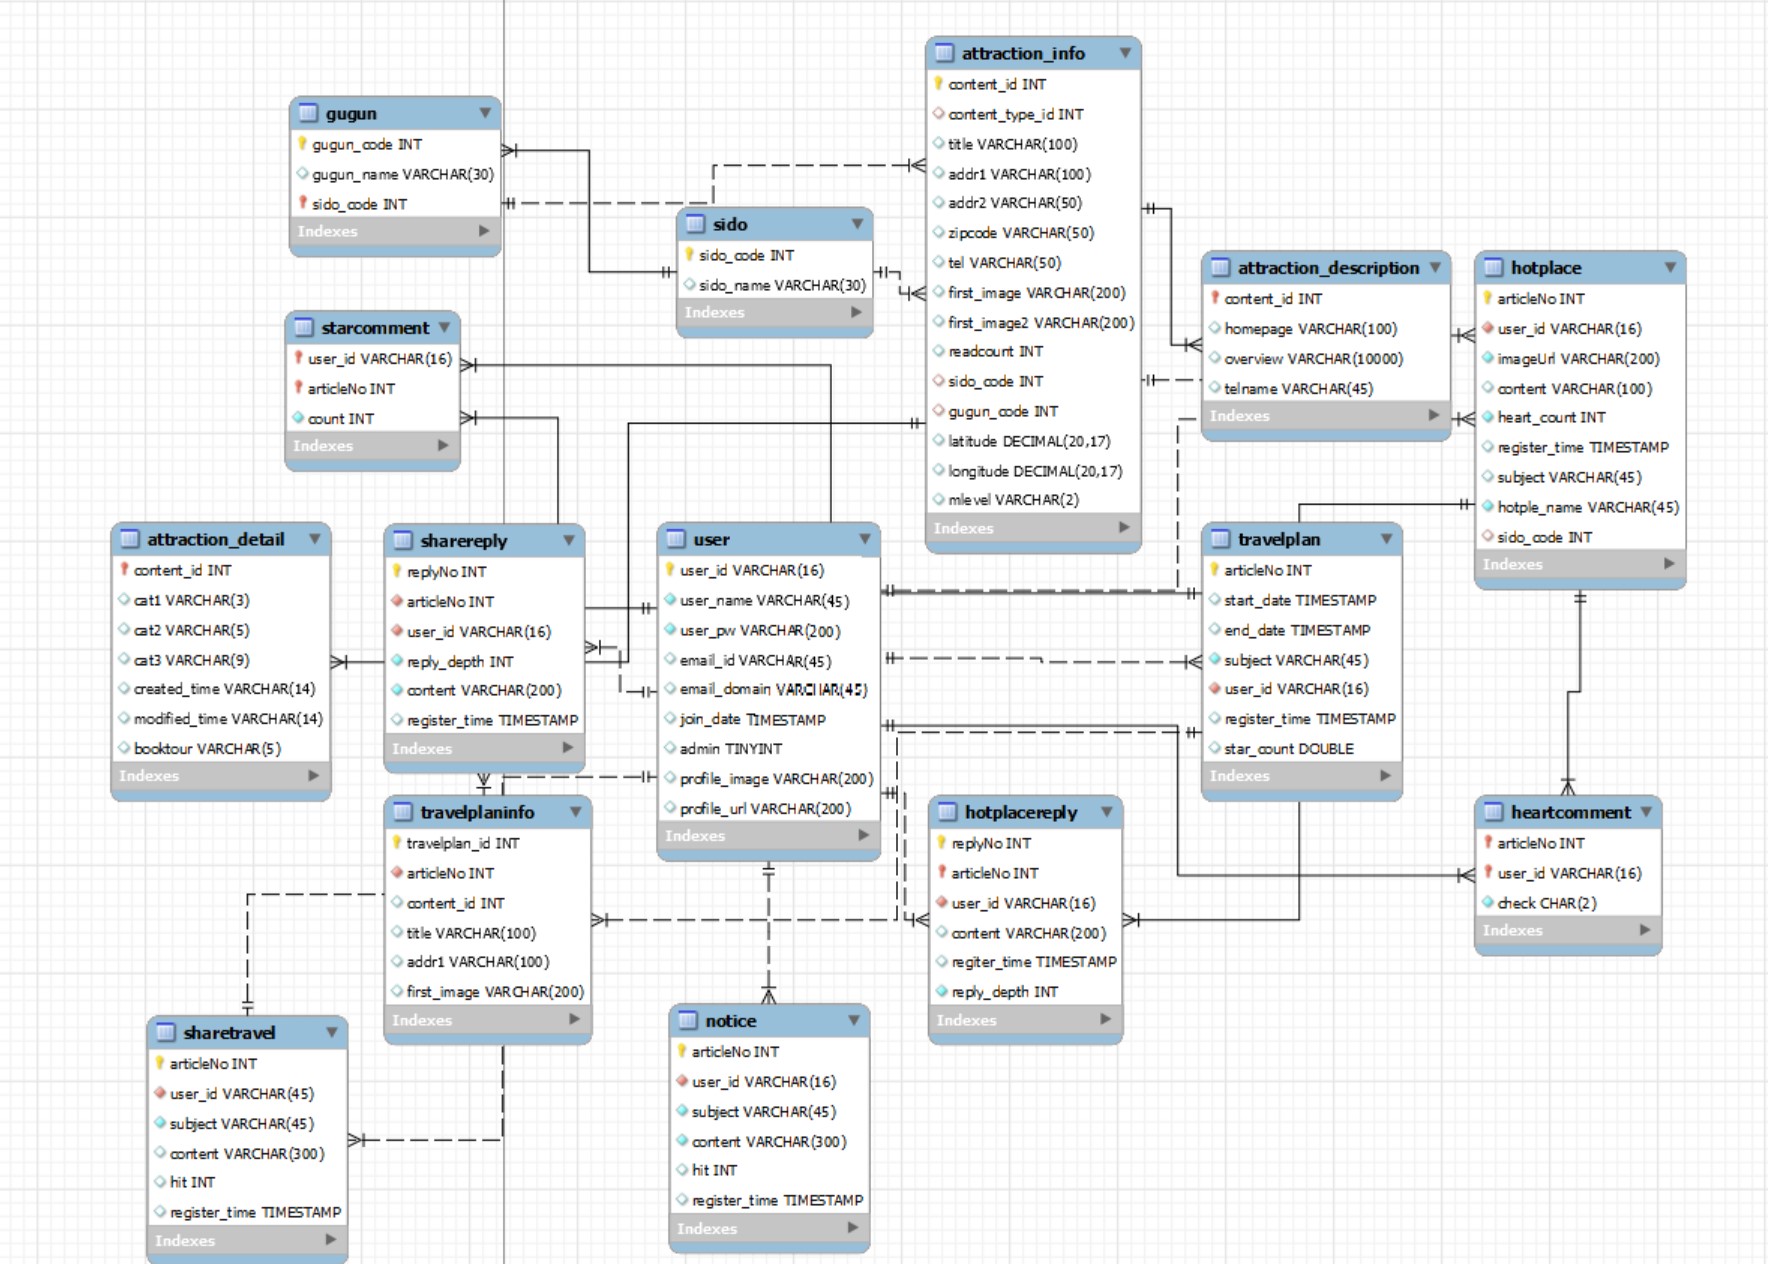 gugun
gugun_code INT
gugun_name VARCHAR(30)
sido_code INT
Indexes
sido
sido_code INT
sido_name VARCHAR(30)
Indexes
attraction_info
content_id INT
content_type_id INT
title VARCHAR(100)
addr1 VARCHAR(100)
addr2 VARCHAR(50)
zipcode VARCHAR(50)
tel VARCHAR(50)
first_image VARCHAR(200)
first_image2 VARCHAR(200)
readcount INT
sido_code INT
gugun_code INT
latitude DECIMAL(20,17)
longitude DECIMAL(20,17)
mlevel VARCHAR(2)
Indexes
attraction_description
content_id INT
homepage VARCHAR(100)
overview VARCHAR(10000)
telname VARCHAR(45)
Indexes
hotplace
articleNo INT
user_id VARCHAR(16)
imageUrl VARCHAR(200)
content VARCHAR(100)
heart_count INT
register_time TIMESTAMP
subject VARCHAR(45)
hotple_name VARCHAR(45)
sido_code INT
Indexes
starcomment
user_id VARCHAR(16)
articleNo INT
count INT
Indexes
attraction_detail
content_id INT
cat1 VARCHAR(3)
cat2 VARCHAR(5)
cat3 VARCHAR(9)
created_time VARCHAR(14)
modified_time VARCHAR(14)
booktour VARCHAR(5)
Indexes
sharereply
replyNo INT
articleNo INT
user_id VARCHAR(16)
reply_depth INT
content VARCHAR(200)
register_time TIMESTAMP
Indexes
user
user_id VARCHAR(16)
user_name VARCHAR(45)
user_pw VARCHAR(200)
email_id VARCHAR(45)
email_domain VARCHAR(45)
join_date TIMESTAMP
admin TINYINT
profile_image VARCHAR(200)
profile_url VARCHAR(200)
Indexes
travelplan
articleNo INT
start_date TIMESTAMP
end_date TIMESTAMP
subject VARCHAR(45)
user_id VARCHAR(16)
register_time TIMESTAMP
star_count DOUBLE
Indexes
travelplaninfo
travelplan_id INT
articleNo INT
content_id INT
title VARCHAR(100)
addr1 VARCHAR(100)
first_image VARCHAR(200)
Indexes
hotplacereply
replyNo INT
articleNo INT
user_id VARCHAR(16)
content VARCHAR(200)
regiter_time TIMESTAMP
reply_depth INT
Indexes
heartcomment
articleNo INT
user_id VARCHAR(16)
check CHAR(2)
Indexes
sharetravel
articleNo INT
user_id VARCHAR(45)
subject VARCHAR(45)
content VARCHAR(300)
hit INT
register_time TIMESTAMP
Indexes
notice
articleNo INT
user_id VARCHAR(16)
subject VARCHAR(45)
content VARCHAR(300)
hit INT
register_time TIMESTAMP
Indexes